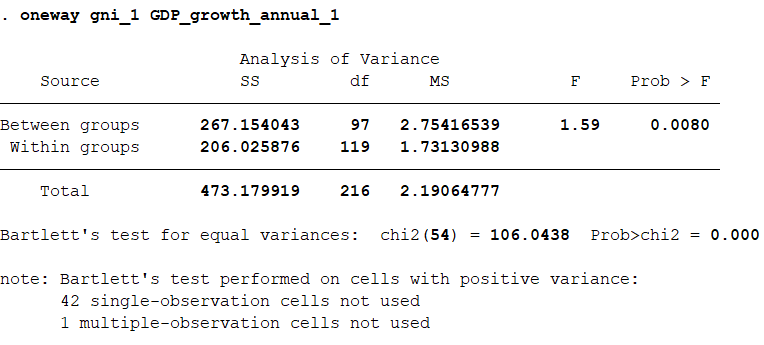 . oneway gni_1 GDP_growth_annual_1
Analysis of Variance
Source SS df MS F Prob > F
Between groups 267.154043 97 2.75416539 1.59 0.0080
Within groups 206.025876 119 1.73130988
Total 473.179919 216 2.19064777
Bartlett's test for equal variances: chi2(54) = 106.0438 Prob>chi2 = 0.000
note: Bartlett's test performed on cells with positive variance:
42 single-observation cells not used
1 multiple-observation cells not used